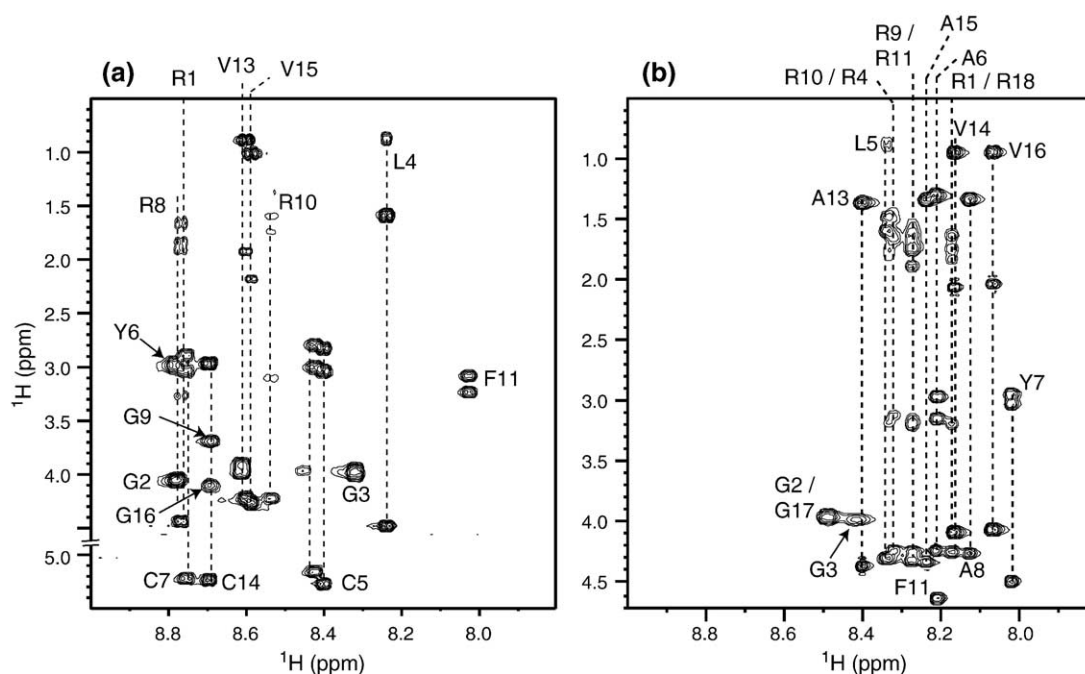 (a)
R1
V13
V15
L4
R8
R10
Y6
F11
G9
G2
G3
G16
C7
C14
C5
1.0
1.5
2.0
2.5
3.0
3.5
4.0
5.0
¹H (ppm)
8.8 8.6 8.4 8.2 8.0
¹H (ppm)
(b)
R9 /
R11
A15
A6
R10 / R4
R1 / R18
L5
V14
V16
A13
Y7
G2 /
G17
G3
F11
A8
1.0
1.5
2.0
2.5
3.0
3.5
4.0
4.5
¹H (ppm)
8.8 8.6 8.4 8.2 8.0
¹H (ppm)